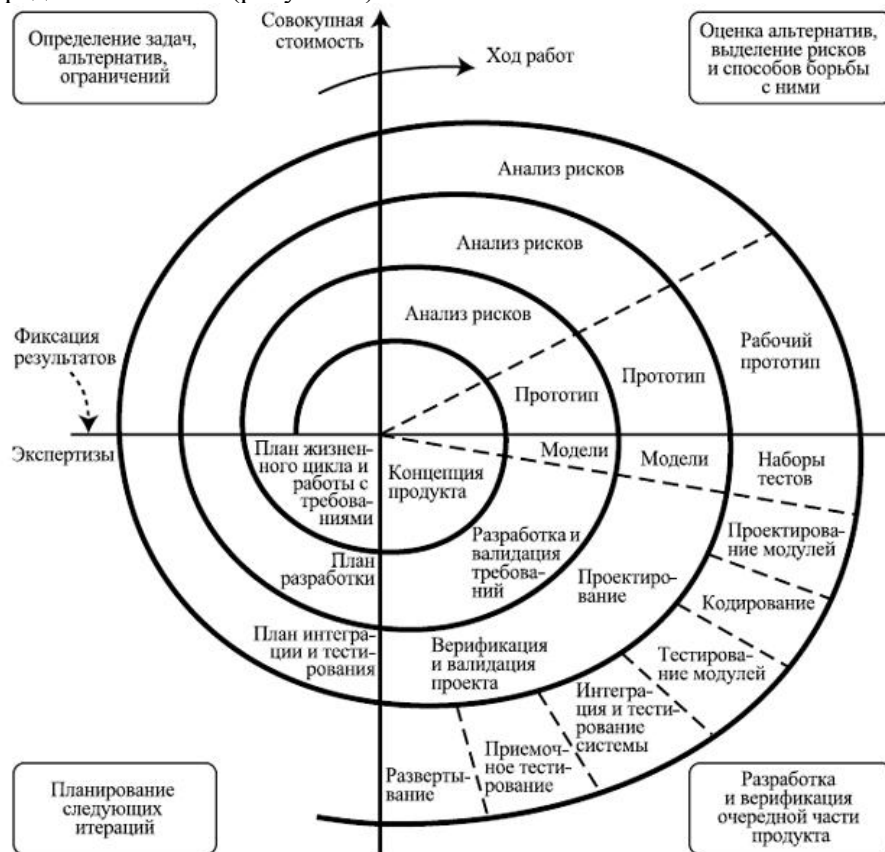 Совокупная
стоимость
Определение задач,
альтернатив,
ограничений
Ход работ
Оценка альтернатив,
выделение рисков
и способов борьбы
с ними
Анализ рисков
Анализ рисков
Анализ рисков
Фиксация
результатов
Рабочий
прототип
Прототип
Прототип
Экспертизы
План жизнен-
ного цикла и
работы с
требова-
ниями
Концепция
продукта
Модели
Модели
Наборы
тестов
План
разработки
Разработка и
валидация
требова-
ний
Проектиро-
вание
Проектирова-
ние модулей
Кодирование
План интегра-
ции и тести-
рования
Верификация
и валидация
проекта
Тестирова-
ние модулей
Интегра-
ция и тести-
рование
системы
Приемоч-
ное тести-
рование
Разверты-
вание
Планирование
следующих
итераций
Разработка
и верификация
очередной части
продукта